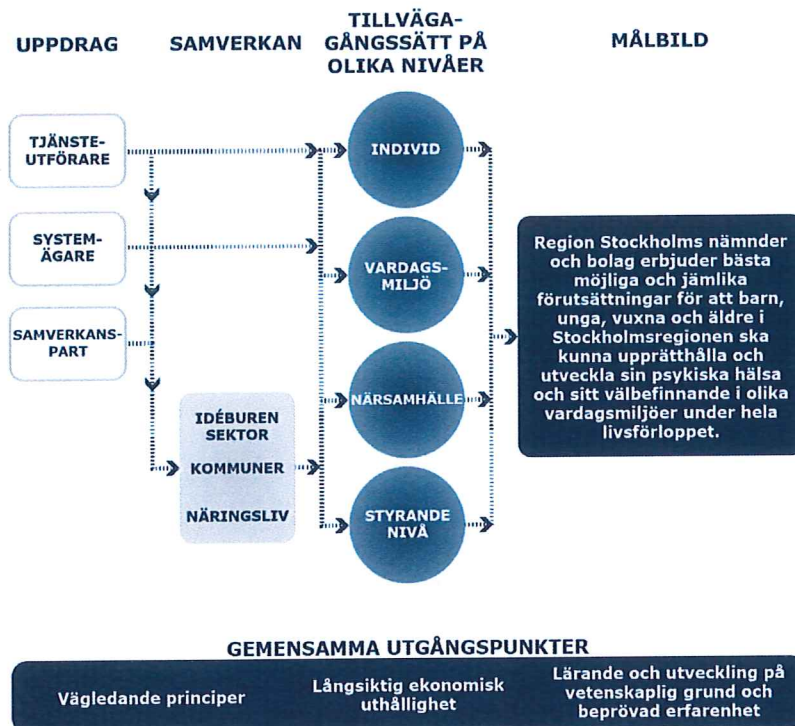 UPPDRAG
SAMVERKAN
TILLVÄGA-
GÅNGSSÄTT PÅ
OLIKA NIVÅER
MÅLBILD
TJÄNSTE-
UTFÖRARE
SYSTEM-
ÄGARE
SAMVERKANS-
PART
IDÉBUREN
SEKTOR
KOMMUNER
NÄRINGSLIV
INDIVID
VARDAGS-
MILJÖ
NÄRSAMHÄLLE
STYRANDE
NIVÅ
Region Stockholms nämnder
och bolag erbjuder bästa
möjliga och jämlika
förutsättningar för att barn,
unga, vuxna och äldre i
Stockholmsregionen ska
kunna upprätthålla och
utveckla sin psykiska hälsa
och sitt välbefinnande i olika
vardagsmiljöer under hela
livsförloppet.
GEMENSAMMA UTGÅNGSPUNKTER
Vägledande principer
Långsiktig ekonomisk
uthållighet
Lärande och utveckling på
vetenskaplig grund och
beprövad erfarenhet